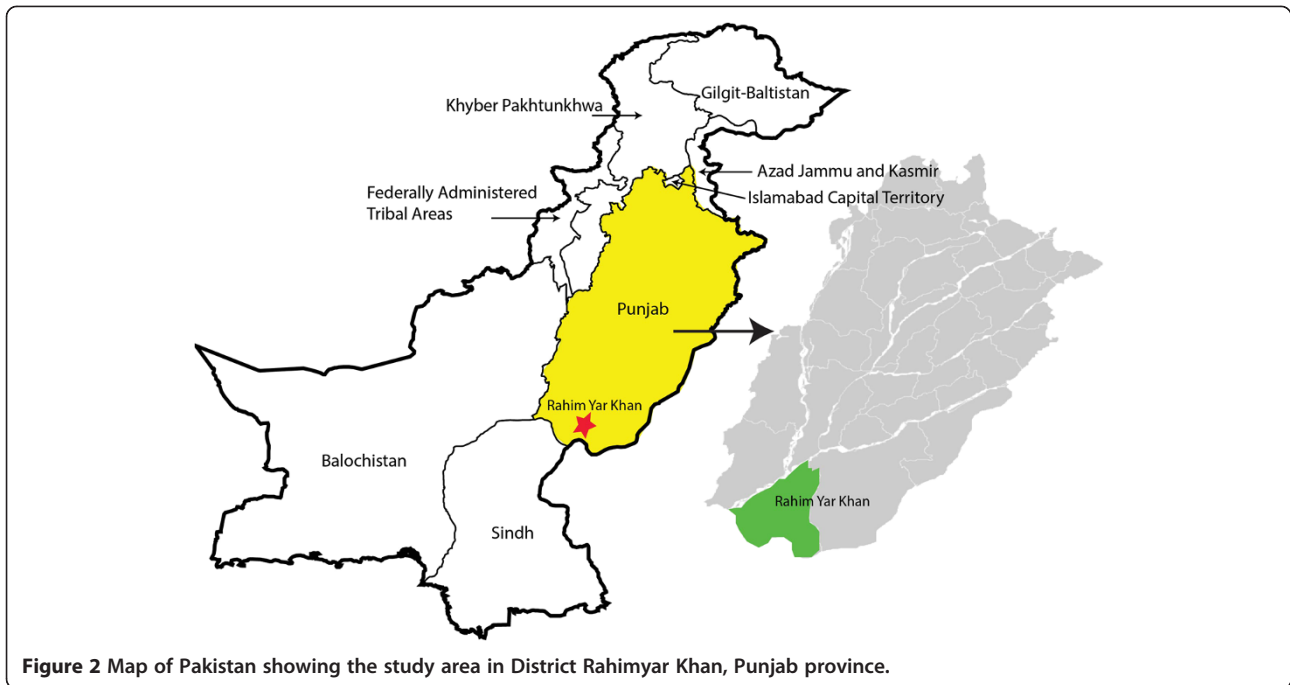 Gilgit-Baltistan
Khyber Pakhtunkhwa
Azad Jammu and Kasmir
Federally Administered
Tribal Areas
Islamabad Capital Territory
Punjab
Rahim Yar Khan
Balochistan
Rahim Yar Khan
Sindh
Figure 2 Map of Pakistan showing the study area in District Rahimyar Khan, Punjab province.